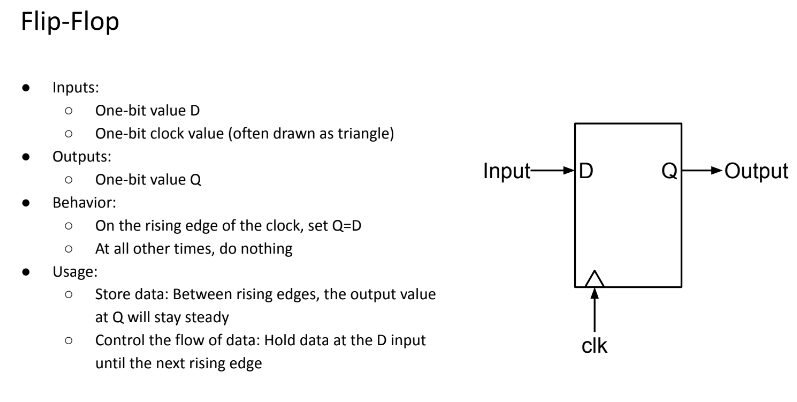 Flip-Flop
● Inputs:
○ One-bit value D
○ One-bit clock value (often drawn as triangle)
● Outputs:
○ One-bit value Q
● Behavior:
○ On the rising edge of the clock, set Q=D
○ At all other times, do nothing
● Usage:
○ Store data: Between rising edges, the output value
at Q will stay steady
○ Control the flow of data: Hold data at the D input
until the next rising edge
Input D Q Output
clk